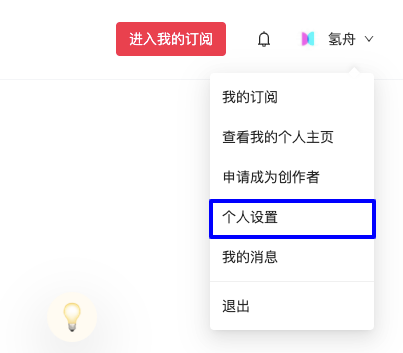 进入我的订阅
氢舟
我的订阅
查看我的个人主页
申请成为创作者
个人设置
我的消息
退出